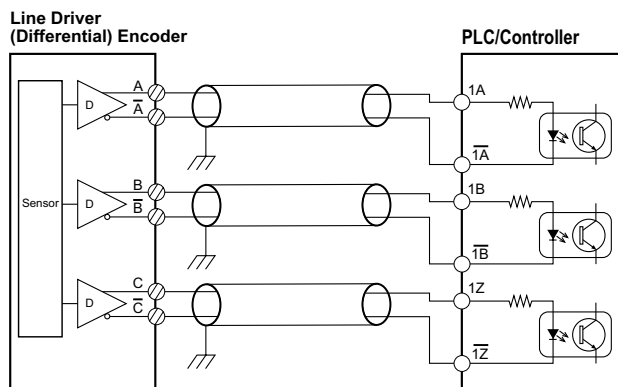 Line Driver
(Differential) Encoder
PLC/Controller
Sensor
D
A
A̅
1A
1A̅
D
B
B̅
1B
1B̅
D
C
C̅
1Z
1Z̅